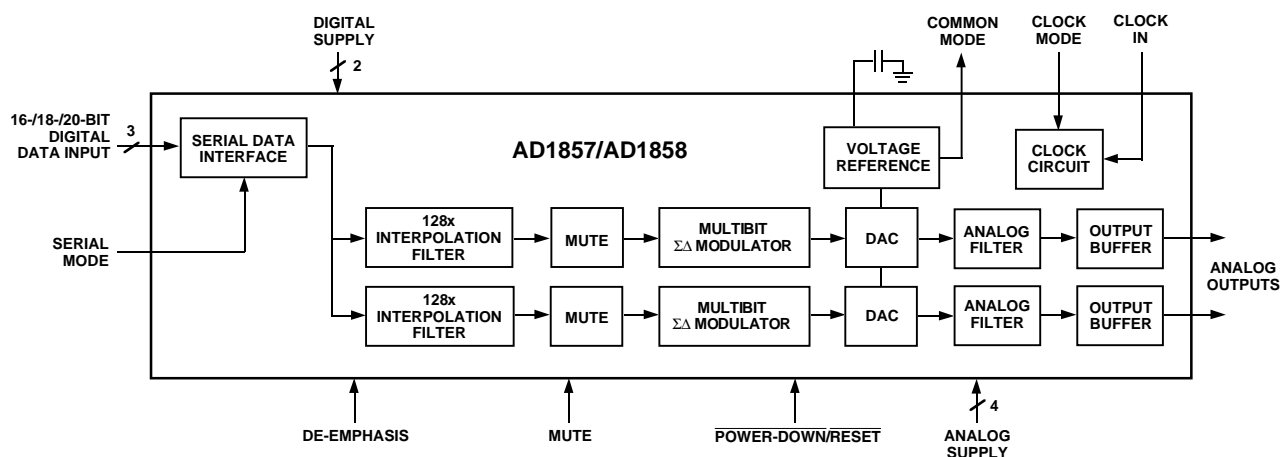 DIGITAL
SUPPLY
2
COMMON
MODE
CLOCK
MODE
CLOCK
IN
16-/18-/20-BIT
DIGITAL
DATA INPUT
3
SERIAL DATA
INTERFACE
AD1857/AD1858
VOLTAGE
REFERENCE
CLOCK
CIRCUIT
SERIAL
MODE
128x
INTERPOLATION
FILTER
MUTE
MULTIBIT
ΣΔ MODULATOR
DAC
ANALOG
FILTER
OUTPUT
BUFFER
128x
INTERPOLATION
FILTER
MUTE
MULTIBIT
ΣΔ MODULATOR
DAC
ANALOG
FILTER
OUTPUT
BUFFER
ANALOG
OUTPUTS
DE-EMPHASIS
MUTE
POWER-DOWN/RESET
4
ANALOG
SUPPLY